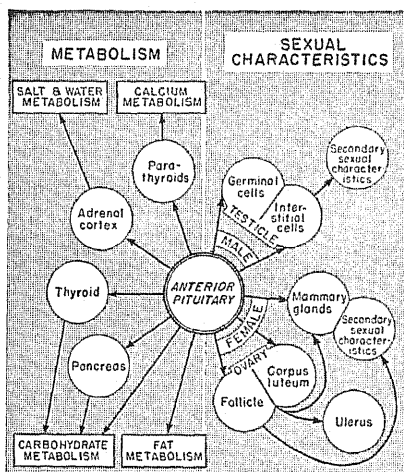 METABOLISM
SEXUAL
CHARACTERISTICS
SALT & WATER
METABOLISM
CALCIUM
METABOLISM
Para-
thyroids
Adrenal
cortex
Thyroid
Pancreas
ANTERIOR
PITUITARY
CARBOHYDRATE
METABOLISM
FAT
METABOLISM
Germinal
cells
Inter-
stitial
cells
TESTICLE
MALE
Secondary
sexual
character-
istics
FEMALE
OVARY
Mammary
glands
Secondary
sexual
character-
istics
Corpus
luteum
Follicle
Uterus